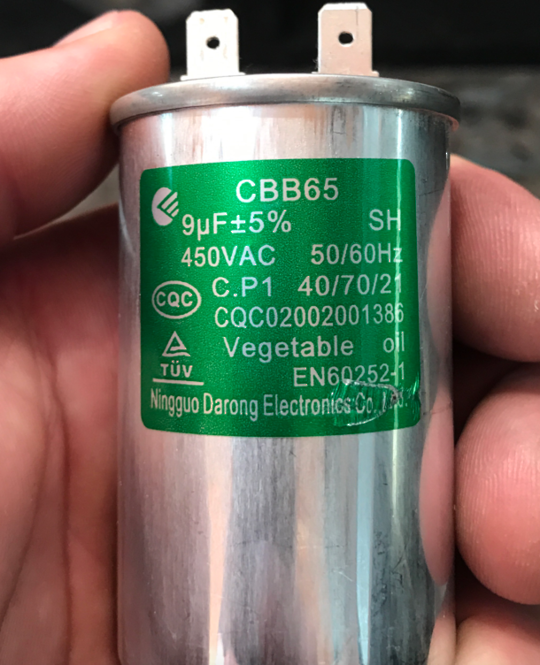 CBB65
9μF±5% SH
450VAC 50/60Hz
C.P1 40/70/21
CQC CQC02002001386
Vegetable oil
TÜV
EN60252-1
Ningguo Darong Electronics Co.,